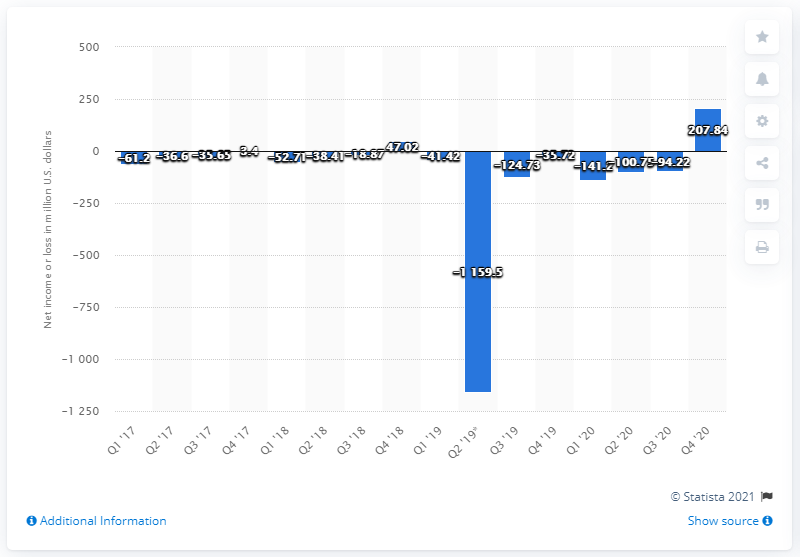 500
250
0
-250
-500
-750
-1 000
-1 250
Net income or loss in million U.S. dollars
-61.2
-36.6
-35.65
3.4
-52.71
-38.41
-18.87
47.02
-41.42
-1 159.5
-124.73
-35.72
-141.2
-100.75
-94.22
207.84
Q1 '17
Q2 '17
Q3 '17
Q4 '17
Q1 '18
Q2 '18
Q3 '18
Q4 '18
Q1 '19
Q2 '19*
Q3 '19
Q4 '19
Q1 '20
Q2 '20
Q3 '20
Q4 '20
© Statista 2021
Additional Information
Show source